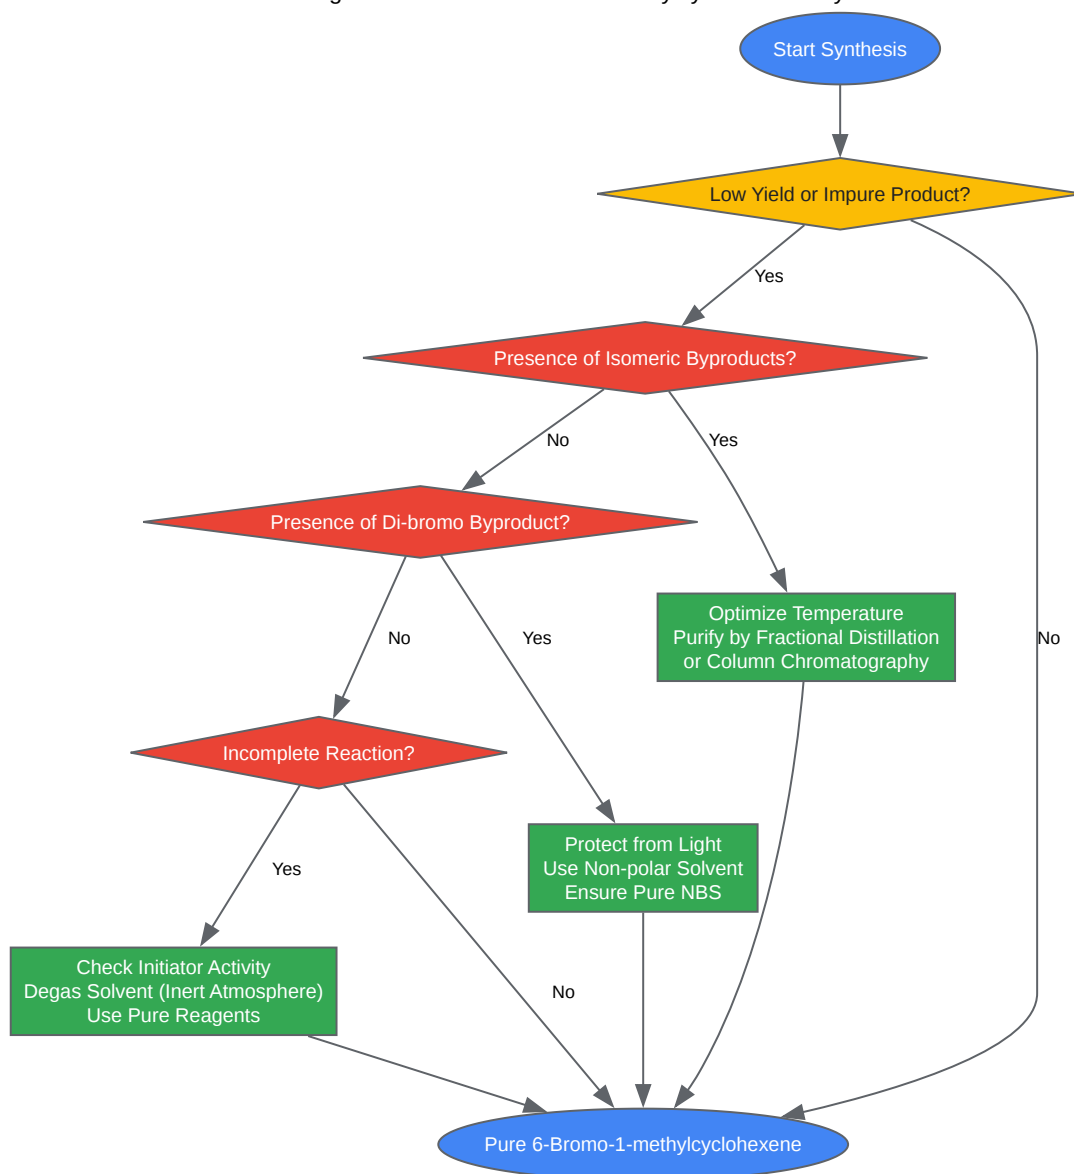 Start Synthesis
Low Yield or Impure Product?
Yes
Presence of Isomeric Byproducts?
No
Yes
Presence of Di-bromo Byproduct?
Optimize Temperature
Purify by Fractional Distillation
or Column Chromatography
No
Yes
No
Incomplete Reaction?
Protect from Light
Use Non-polar Solvent
Ensure Pure NBS
Yes
Check Initiator Activity
Degas Solvent (Inert Atmosphere)
Use Pure Reagents
No
Pure 6-Bromo-1-methylcyclohexene